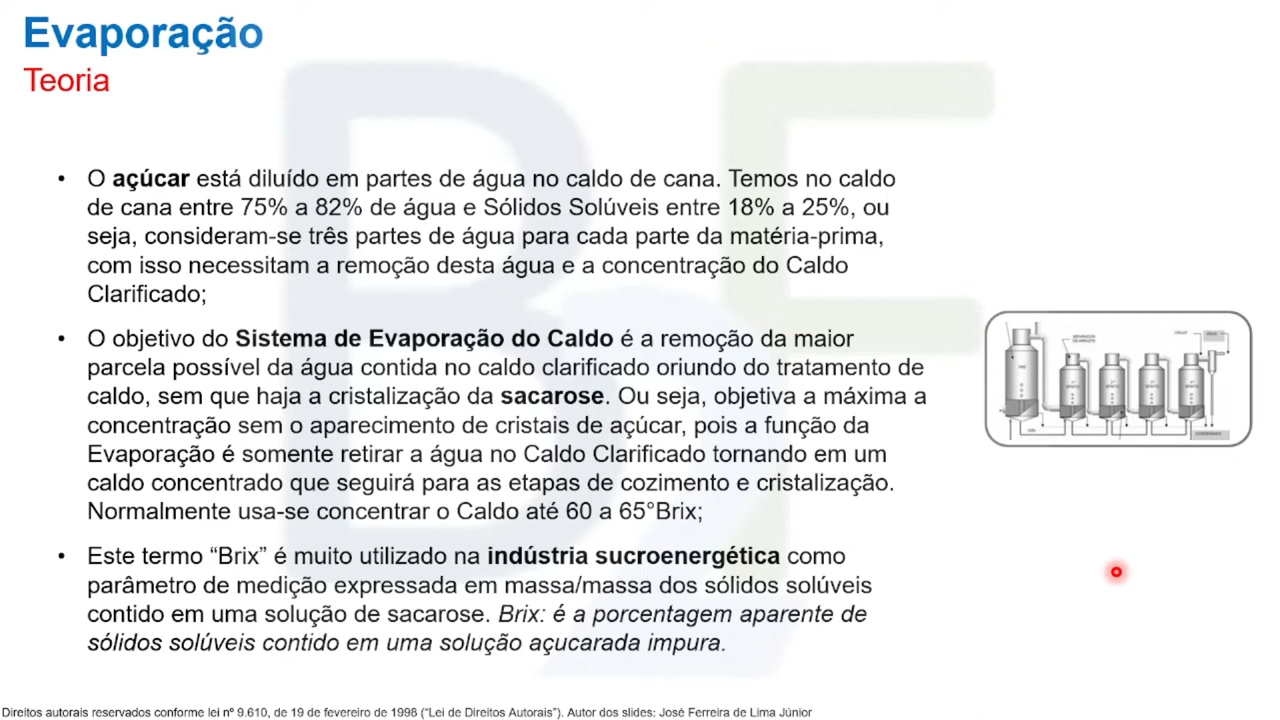 Evaporação
Teoria
• O açúcar está diluído em partes de água no caldo de cana. Temos no caldo
de cana entre 75% a 82% de água e Sólidos Solúveis entre 18% a 25%, ou
seja, consideram-se três partes de água para cada parte da matéria-prima,
com isso necessitam a remoção desta água e a concentração do Caldo
Clarificado;
• O objetivo do Sistema de Evaporação do Caldo é a remoção da maior
parcela possível da água contida no caldo clarificado oriundo do tratamento de
caldo, sem que haja a cristalização da sacarose. Ou seja, objetiva a máxima a
concentração sem o aparecimento de cristais de açúcar, pois a função da
Evaporação é somente retirar a água no Caldo Clarificado tornando em um
caldo concentrado que seguirá para as etapas de cozimento e cristalização.
Normalmente usa-se concentrar o Caldo até 60 a 65°Brix;
• Este termo “Brix” é muito utilizado na indústria sucroenergética como
parâmetro de medição expressada em massa/massa dos sólidos solúveis
contido em uma solução de sacarose. Brix: é a porcentagem aparente de
sólidos solúveis contido em uma solução açucarada impura.
Direitos autorais reservados conforme lei nº 9.610, de 19 de fevereiro de 1998 (“Lei de Direitos Autorais”). Autor dos slides: José Ferreira de Lima Júnior